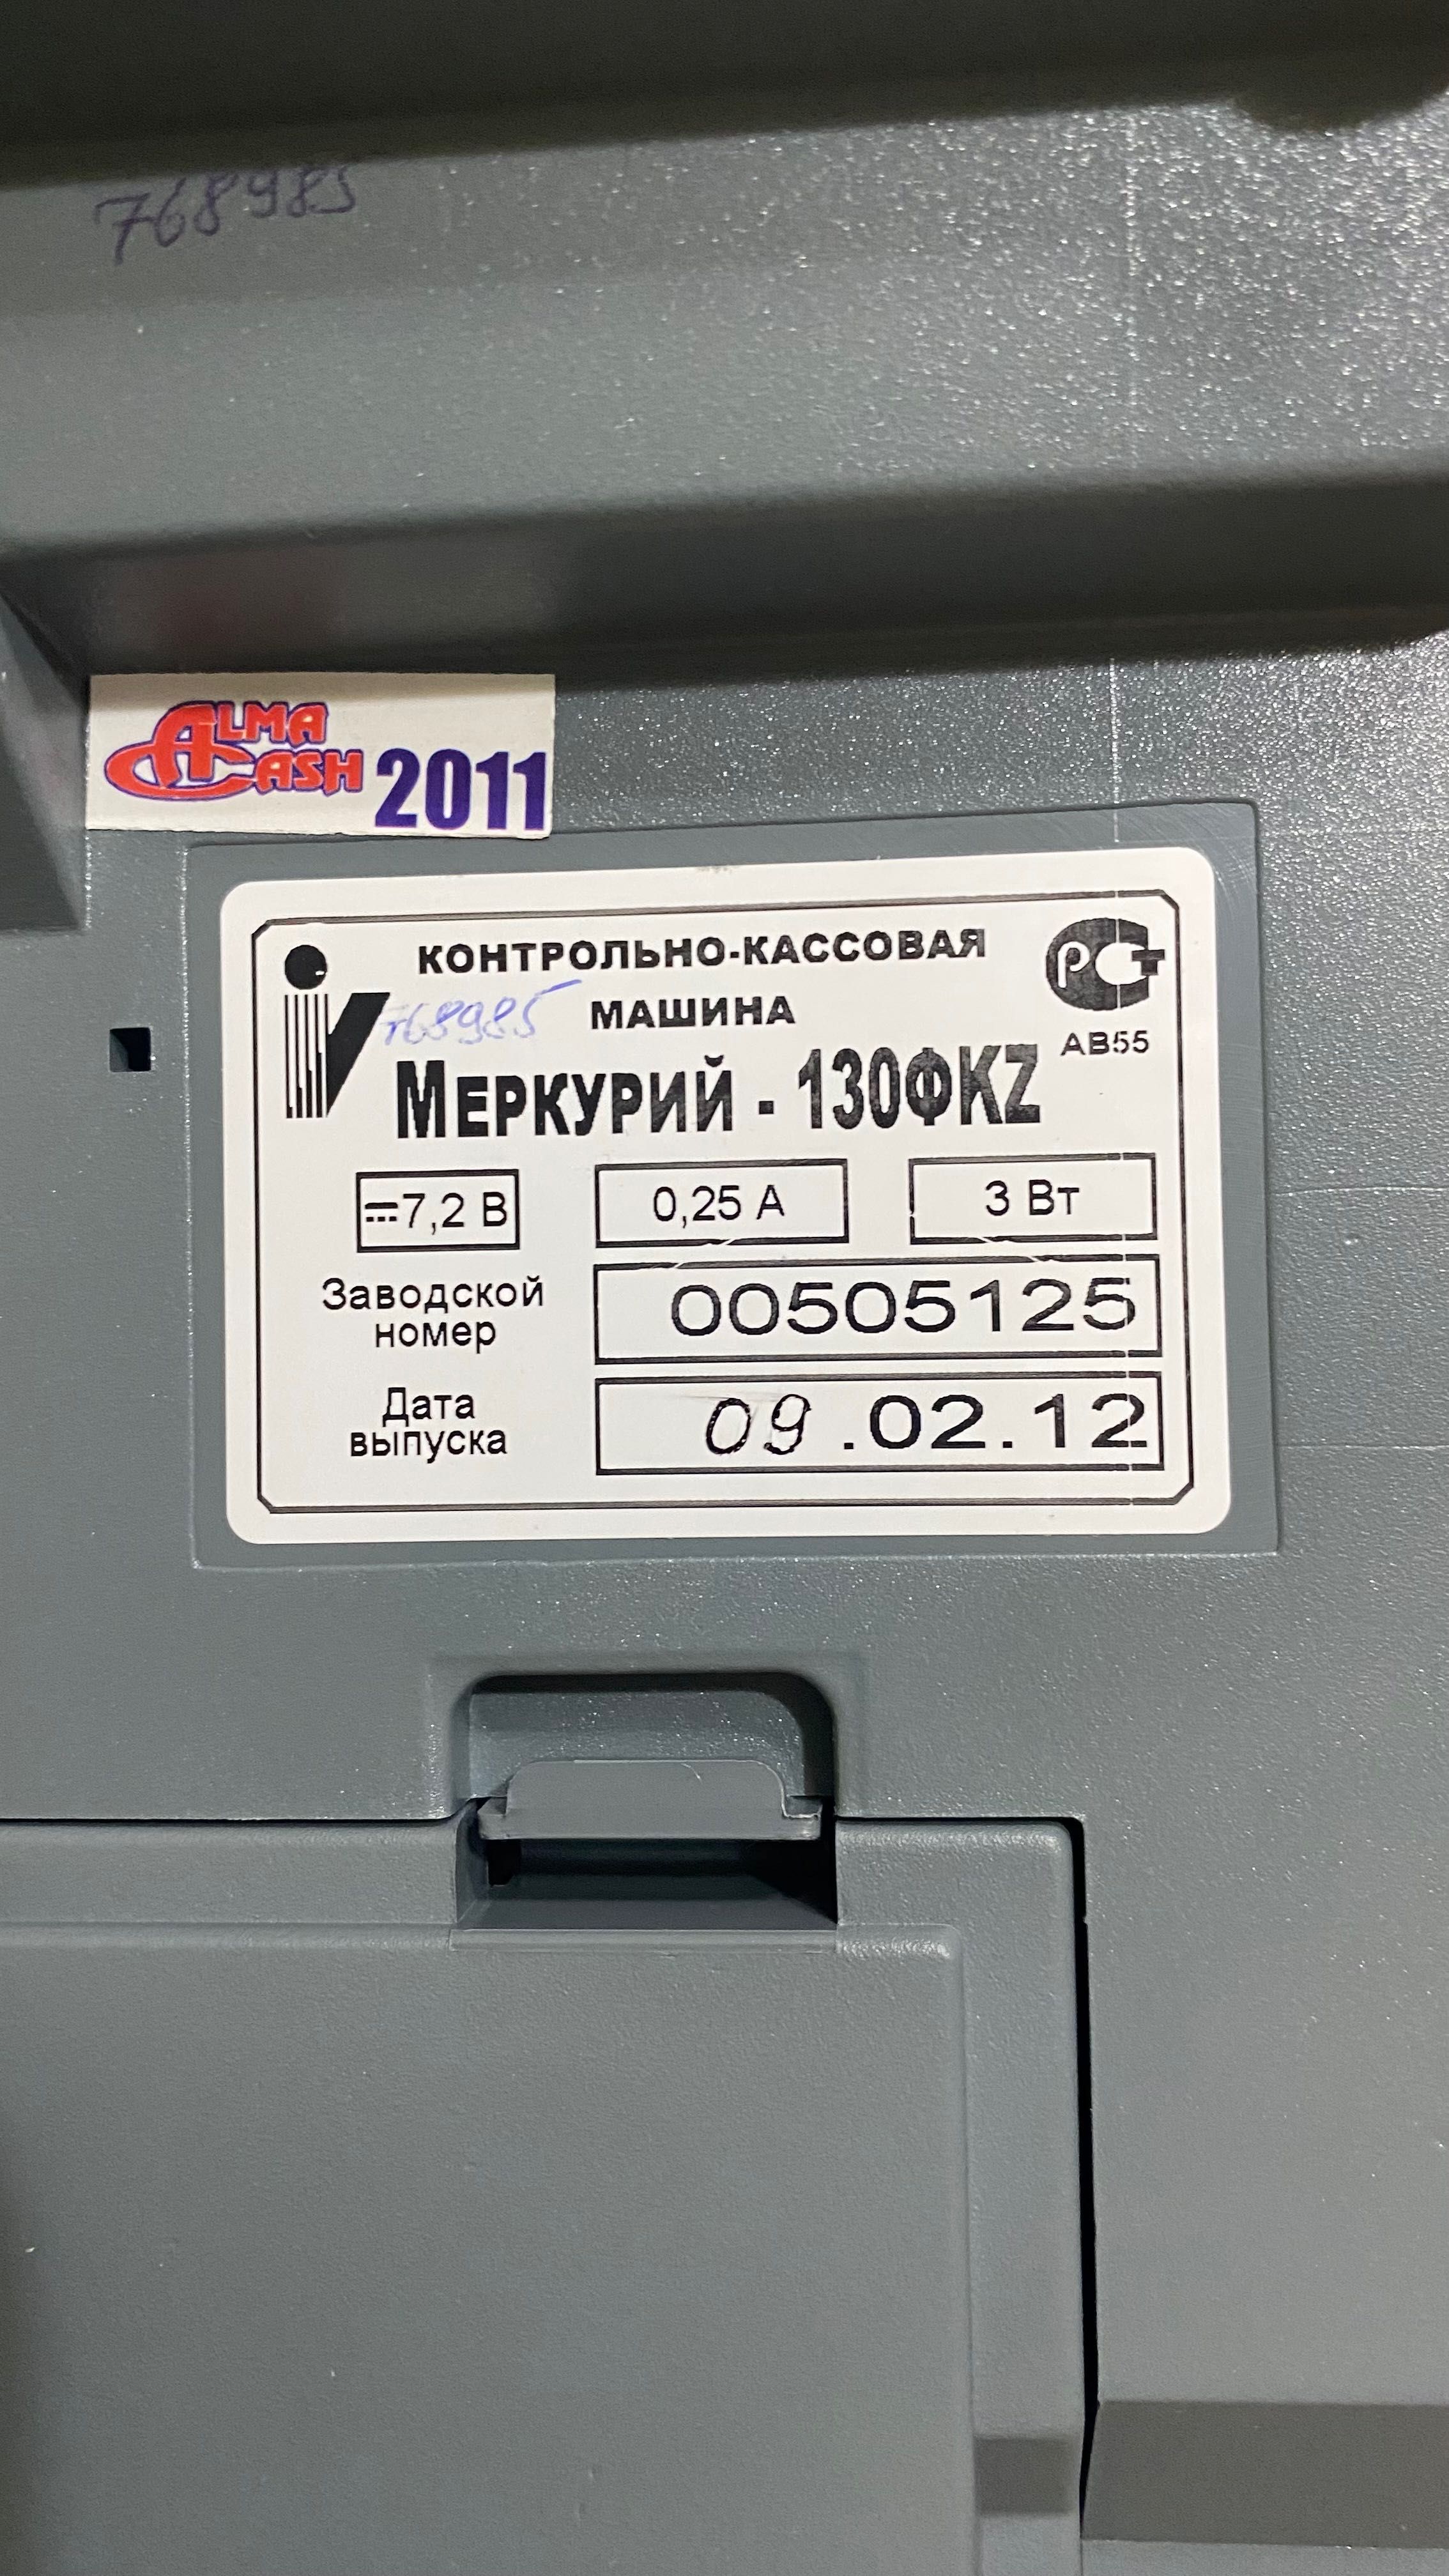 768985
ALMA
CASH 2011
КОНТРОЛЬНО-КАССОВАЯ
768985 МАШИНА
РСТ
АВ55
МЕРКУРИЙ - 130ФKZ
7,2 В 0,25 А 3 Вт
Заводской
номер
00505125
Дата
выпуска
09.02.12